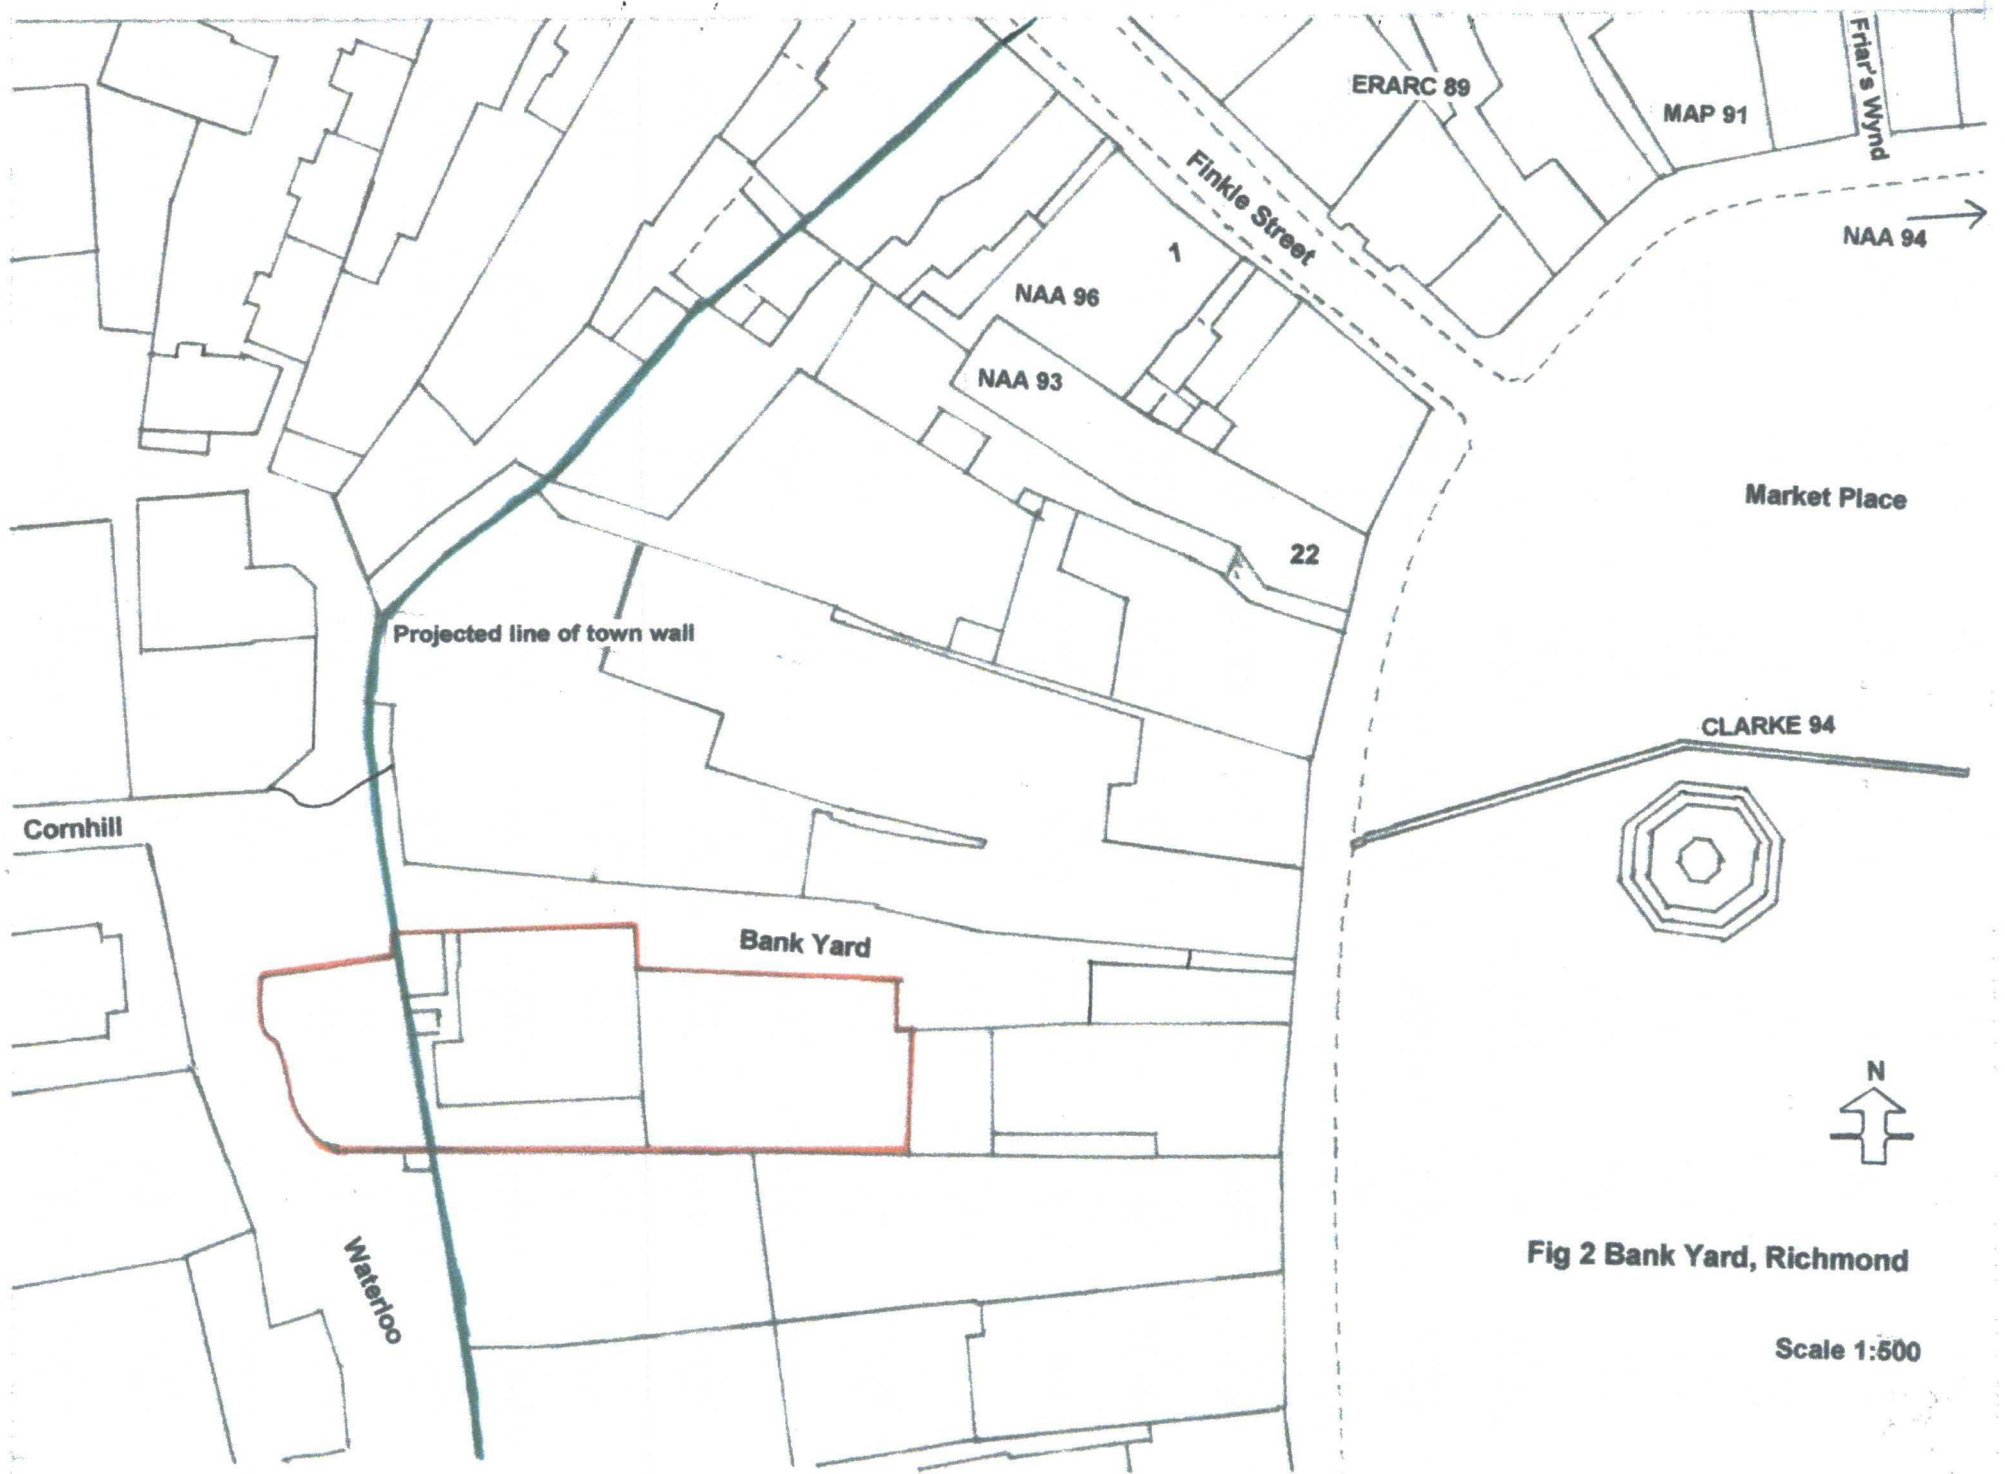 Friar's Wynd
ERARC 89
MAP 91
Finkle Street
NAA 94
1
NAA 96
NAA 93
Market Place
22
Projected line of town wall
CLARKE 94
Cornhill
Bank Yard
N
Waterloo
Fig 2 Bank Yard, Richmond
Scale 1:500